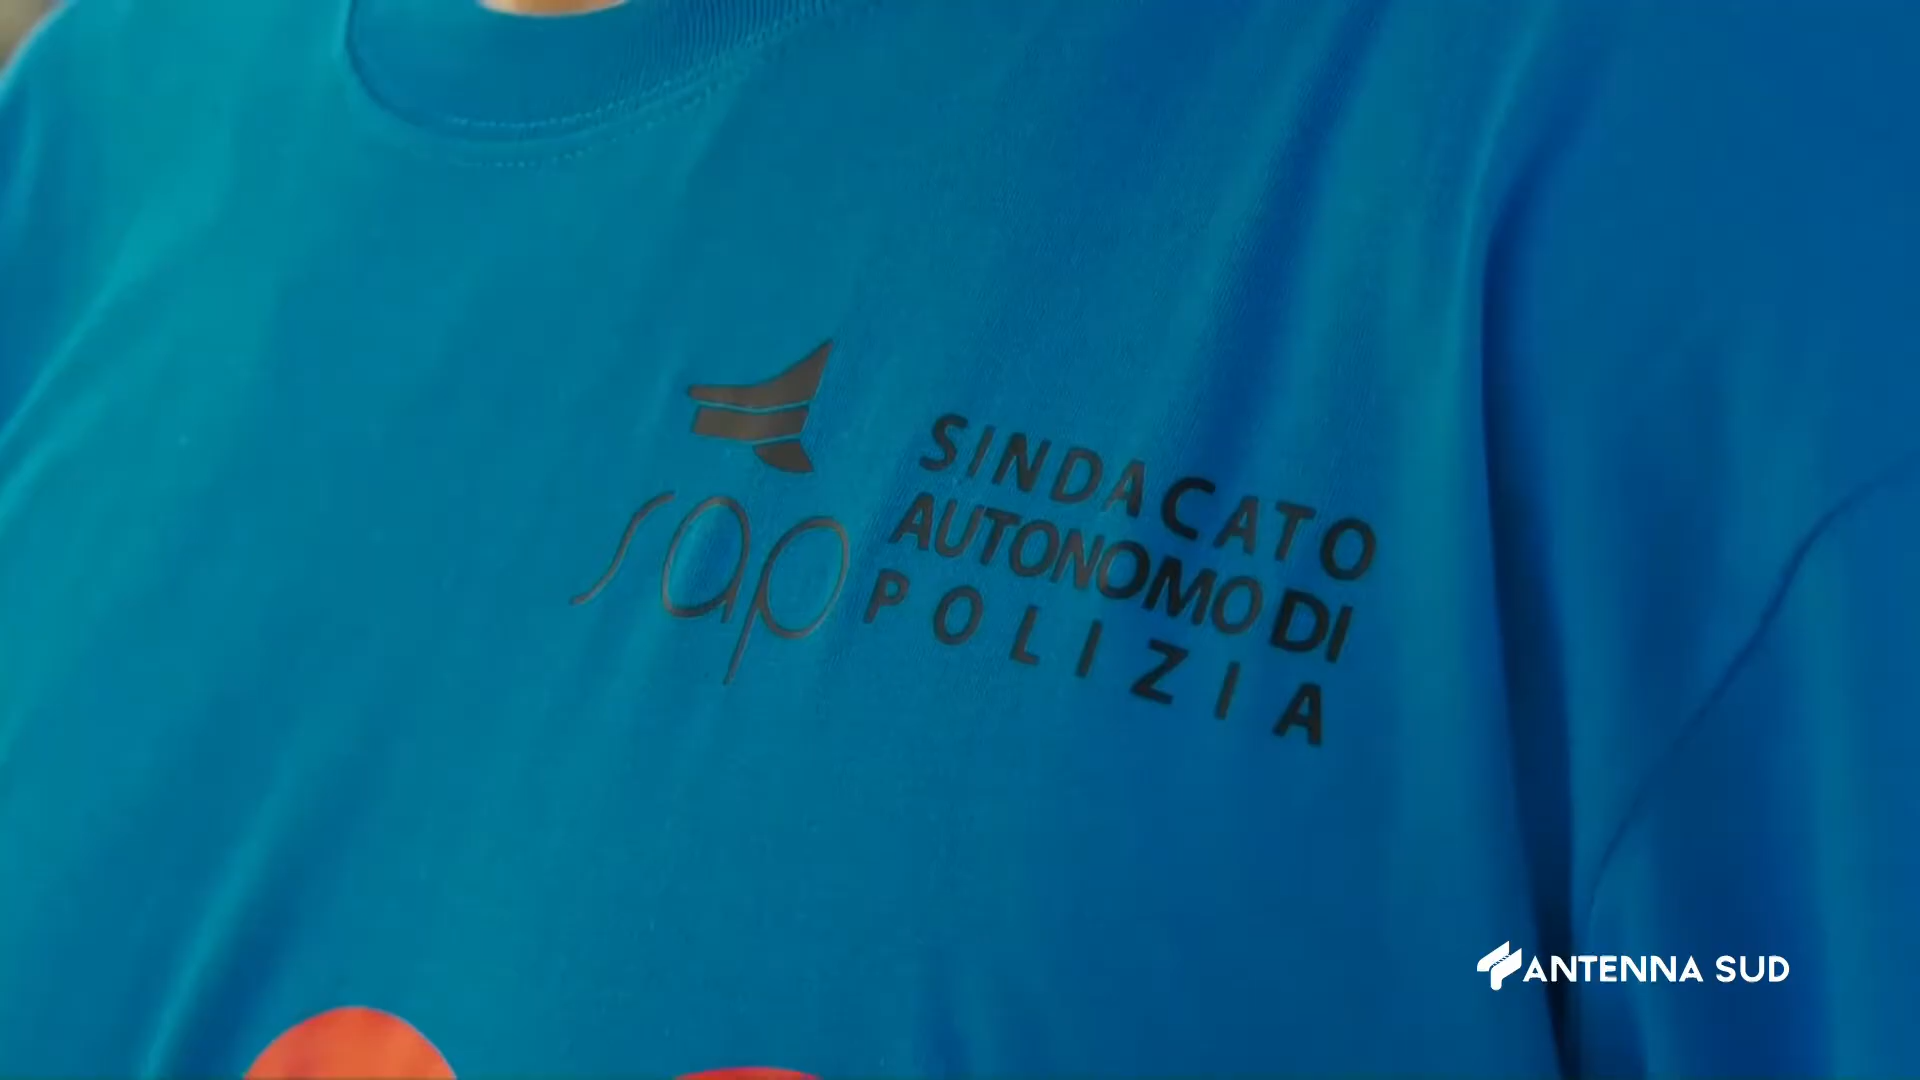 sap
SINDACATO
AUTONOMO DI
POLIZIA
ANTENNA SUD